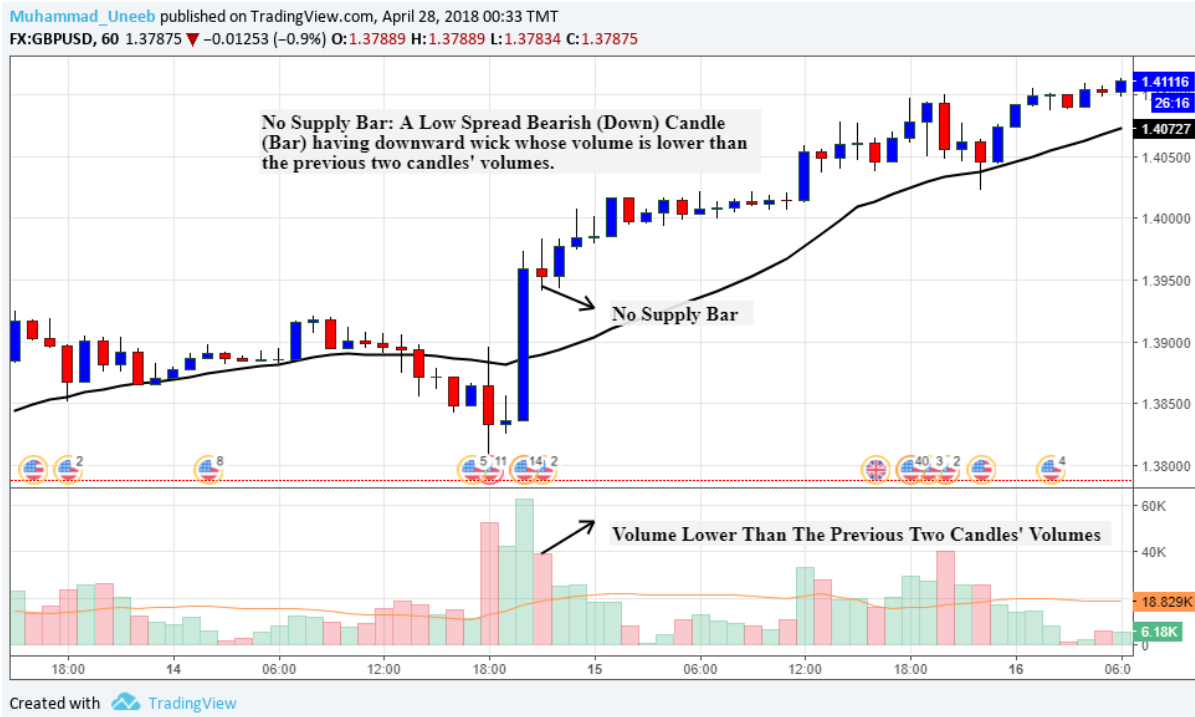 Muhammad_Uneeb published on TradingView.com, April 28, 2018 00:33 TMT
FX:GBPUSD, 60 1.37875 ▼ −0.01253 (−0.9%) O:1.37889 H:1.37889 L:1.37834 C:1.37875
1.41116
26:16
1.40727
No Supply Bar: A Low Spread Bearish (Down) Candle
(Bar) having downward wick whose volume is lower than
the previous two candles' volumes.
1.40500
1.40000
1.39500
No Supply Bar
1.39000
1.38500
2 8 5 11 14 2 40 3 2 4
1.38000
60K
Volume Lower Than The Previous Two Candles' Volumes
40K
18.829K
6.18K
0
18:00 14 06:00 12:00 18:00 15 06:00 12:00 18:00 16 06:0
Created with TradingView